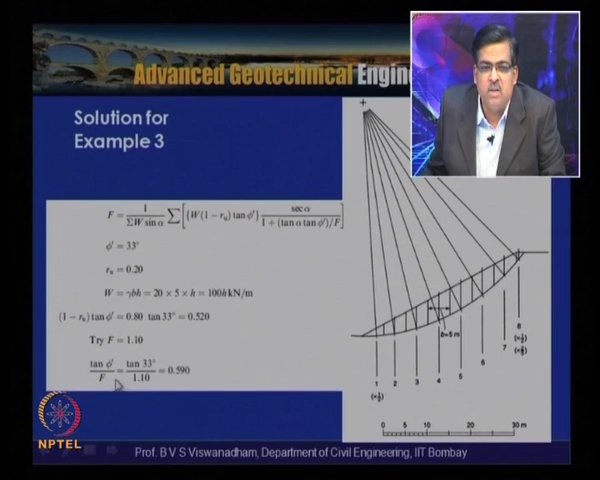 Advanced Geotechnical Engin
Solution for
Example 3
F = 1/(ΣW sin α) Σ[{W(1 − r_u) tan φ′} sec α/(1 + (tan α tan φ′)/F)]
φ′ = 33°
r_u = 0.20
W = γbh = 20 × 5 × h = 100h kN/m
(1 − r_u) tan φ′ = 0.80 tan 33° = 0.520
Try F = 1.10
tan φ′/F = tan 33°/1.10 = 0.590
b=5 m
1
2
3
4
5
6
7
8
0 5 10 20 30 m
NPTEL
Prof. B V S Viswanadham, Department of Civil Engineering, IIT Bombay